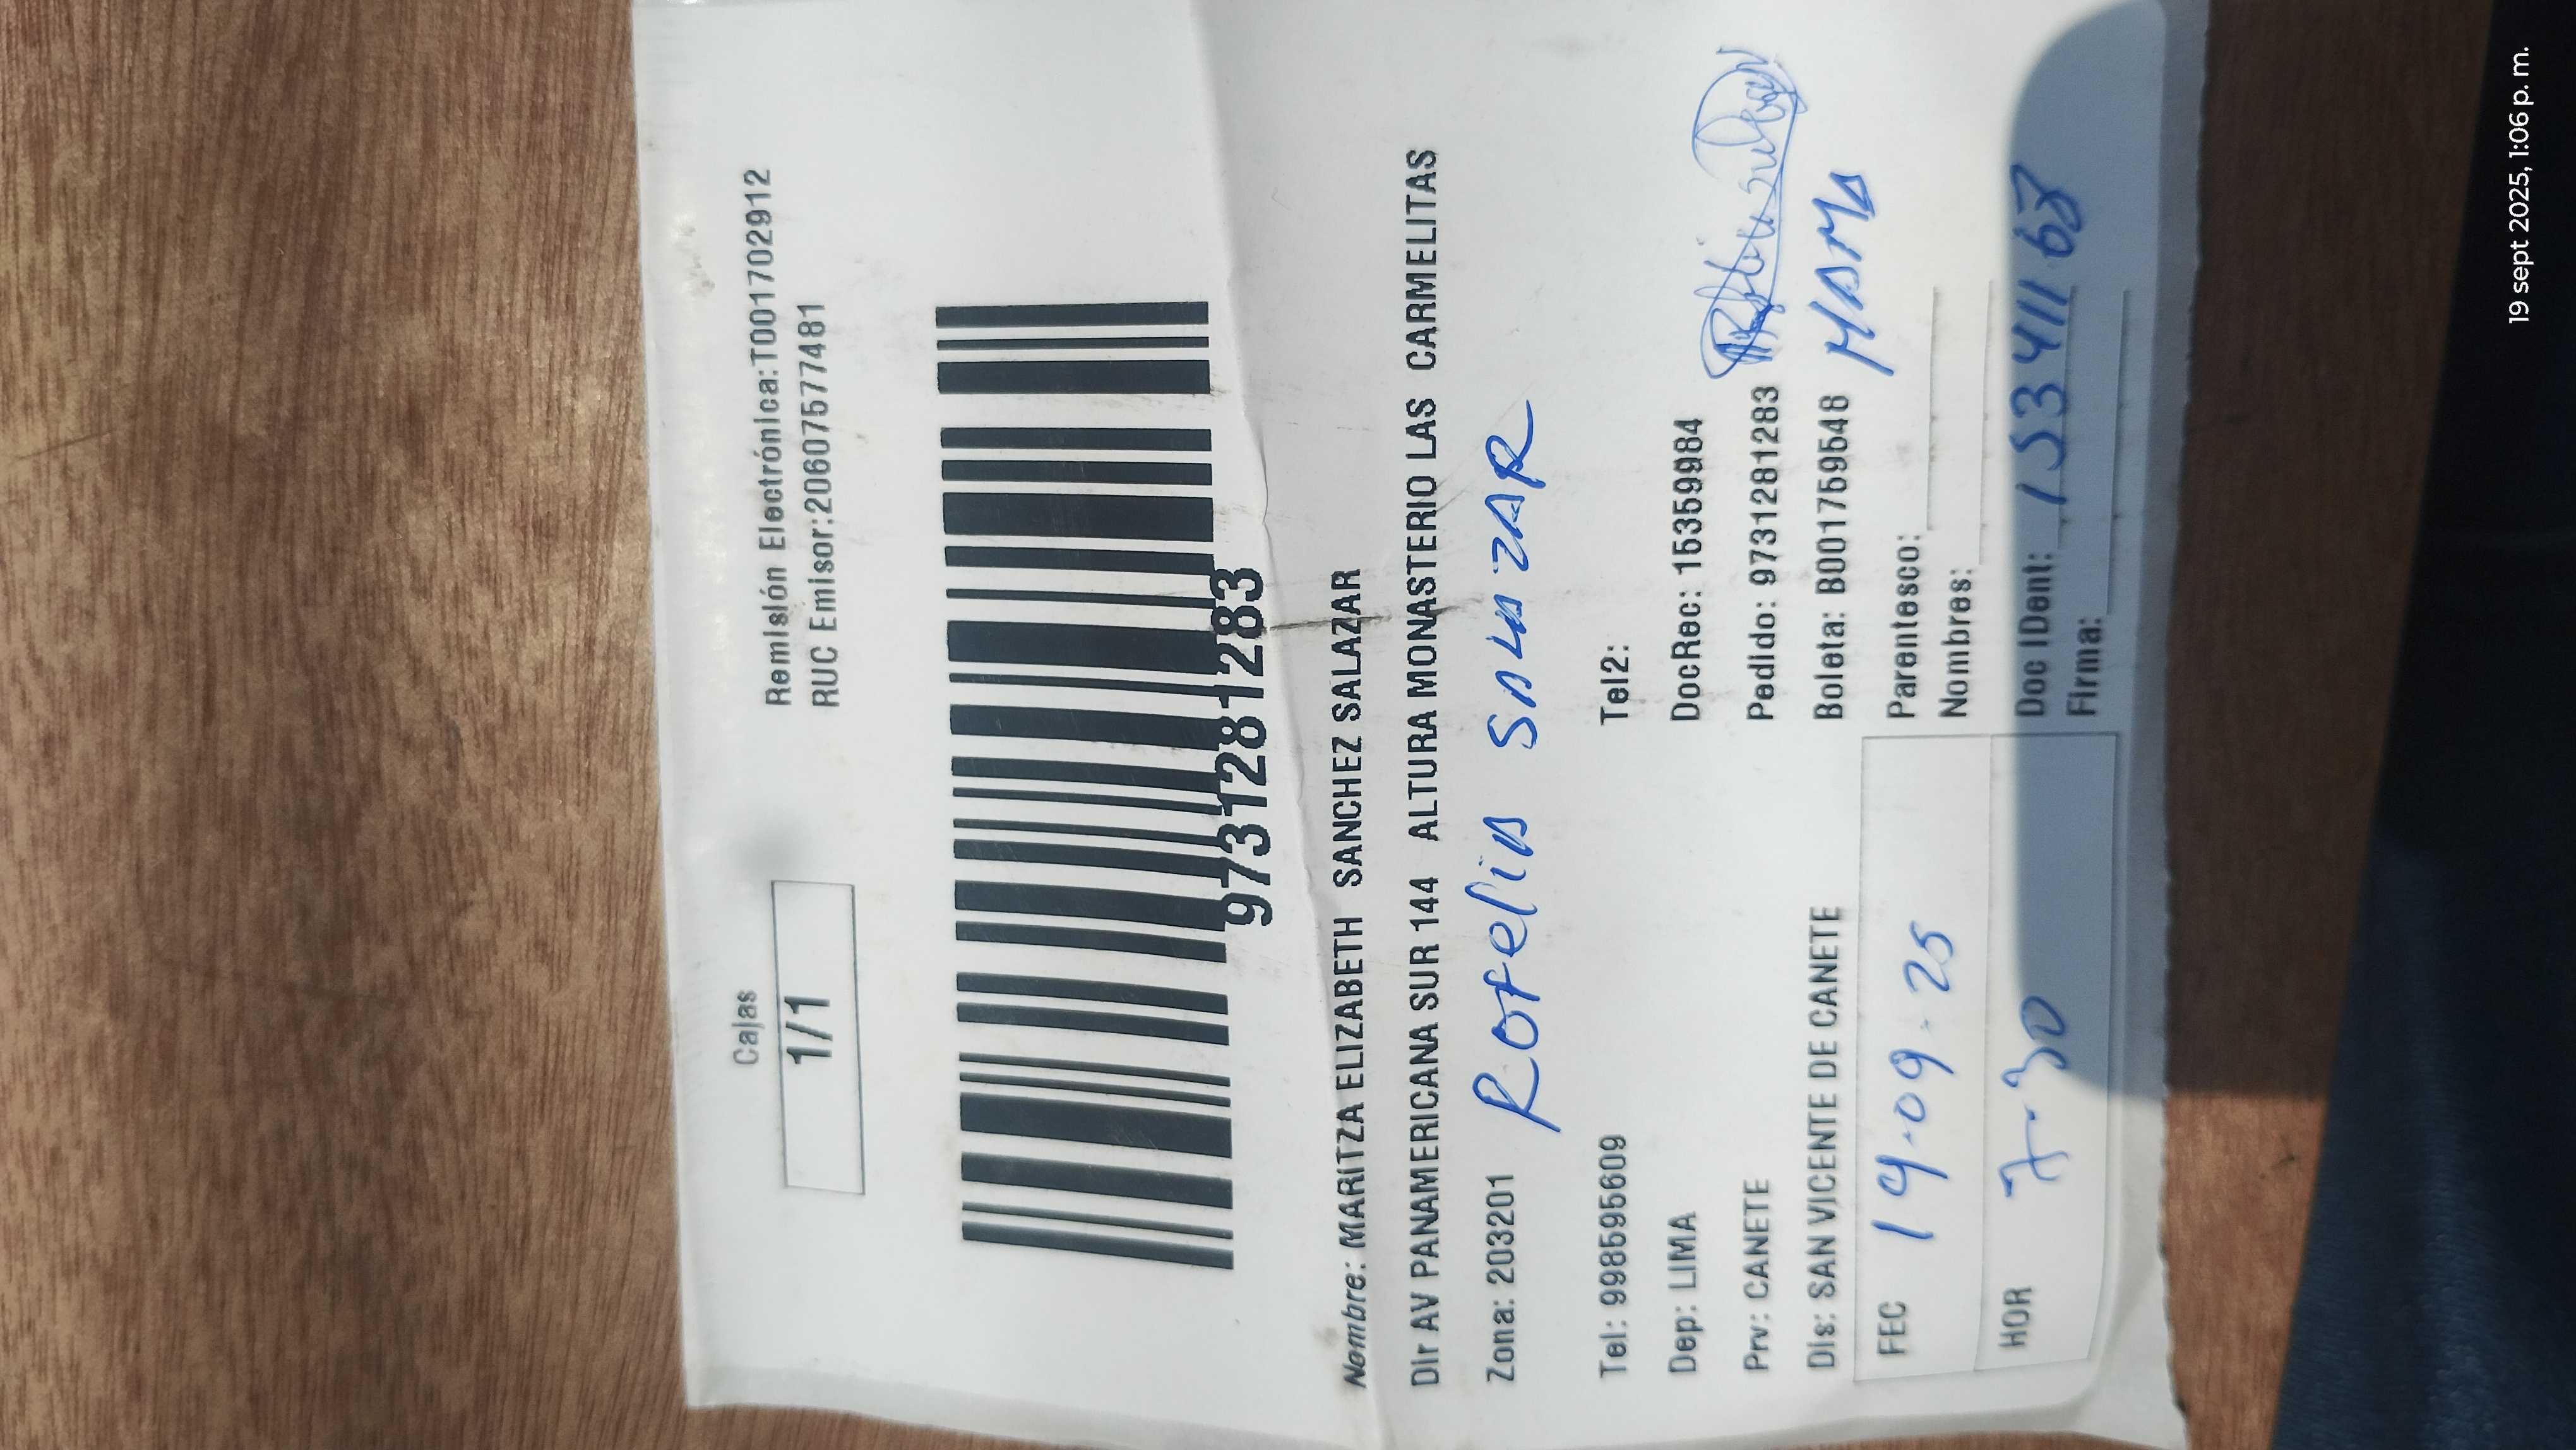 Cajas
1/1
Remisión Electrónica:T001702912
RUC Emisor:20607577481
9731281283
Nombre: MARITZA ELIZABETH SANCHEZ SALAZAR
Dir AV PANAMERICANA SUR 144 ALTURA MONASTERIO LAS CARMELITAS
Zona: 203201 Rofelia SALAZAR
Tel: 998595609 Tel2:
Dep: LIMA DocRec: 15359984
Prv: CANETE Pedido: 9731281283
Dis: SAN VICENTE DE CANETE Boleta: B001759548 MAMA
FEC 19.09.25
HOR 7.30
Parentesco:
Nombres:
Doc IDent: 15341163
Firma:
19 sept 2025, 1:06 p. m.